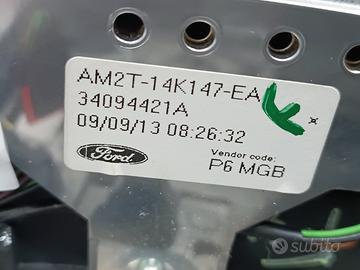 AM2T-14K147-EA
34094421A
09/09/13 08:26:32
Ford
Vendor code:
P6 MGB
subito